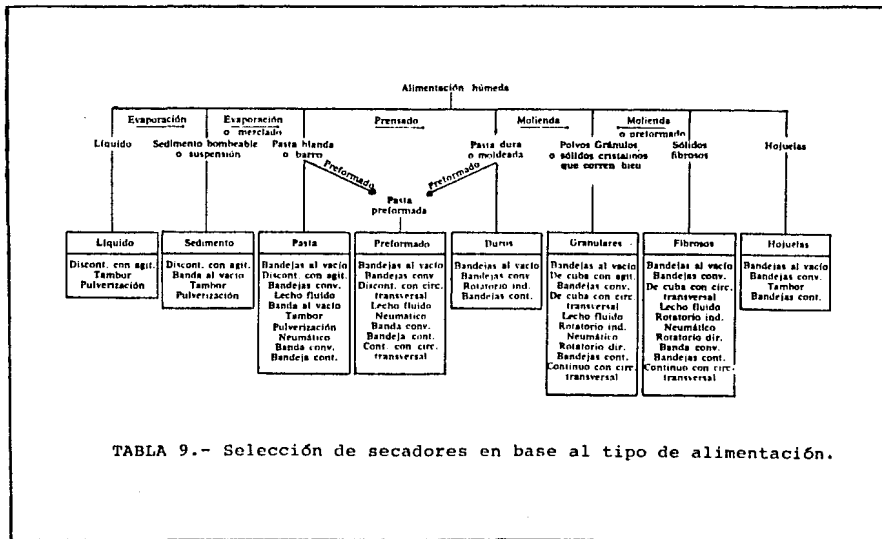 Alimentación húmeda
Evaporación
Evaporación
o mezclado
Prensado
Molienda
Molienda
o preformado
Líquido
Sedimento bombeable
o suspensión
Pasta blanda
o barro
Pasta dura
o moldeada
Polvos Gránulos
o sólidos cristalinos
que corren bien
Sólidos
fibrosos
Hojuelas
Preformado
Preformado
Pasta
preformada
Líquido
Discont. con agit.
Tambor
Pulverización
Sedimento
Discont. con agit.
Banda al vacío
Tambor
Pulverización
Pasta
Bandejas al vacío
Discont. con agit.
Bandejas conv.
Lecho fluido
Banda al vacío
Tambor
Pulverización
Neumático
Banda conv.
Bandeja cont.
Preformado
Bandejas al vacío
Bandejas conv
Discont. con circ.
transversal
Lecho fluido
Neumatico
Banda conv.
Bandeja cont.
Cont. con circ.
transversal
Duros
Bandejas al vacío
Bandejas conv
Rotatorio ind.
Bandejas cont.
Granulares
Bandejas al vacío
De cuba con agit.
Bandejas conv.
De cuba con circ.
transversal
Lecho fluido
Rotatorio ind.
Neumático
Rotatorio dir.
Bandejas cont.
Continuo con circ.
transversal
Fibrosos
Bandejas al vacío
Bandejas conv.
De cuba con circ.
transversal
Lecho fluido
Rotatorio ind.
Neumático
Rotatorio dir.
Banda conv.
Bandejas cont.
Continuo con circ.
transversal
Hojuelas
Bandejas al vacío
Bandejas conv.
Tambor
Bandejas cont.
TABLA 9.- Selección de secadores en base al tipo de alimentación.